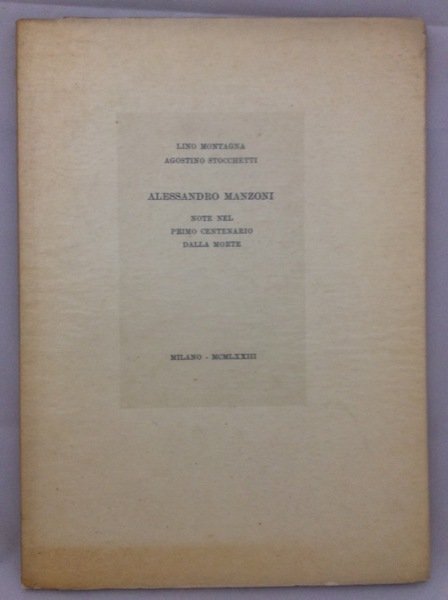 LINO MONTAGNA
AGOSTINO STOCCHETTI
ALESSANDRO MANZONI
NOTE NEL
PRIMO CENTENARIO
DALLA MORTE
MILANO - MCMLXXIII